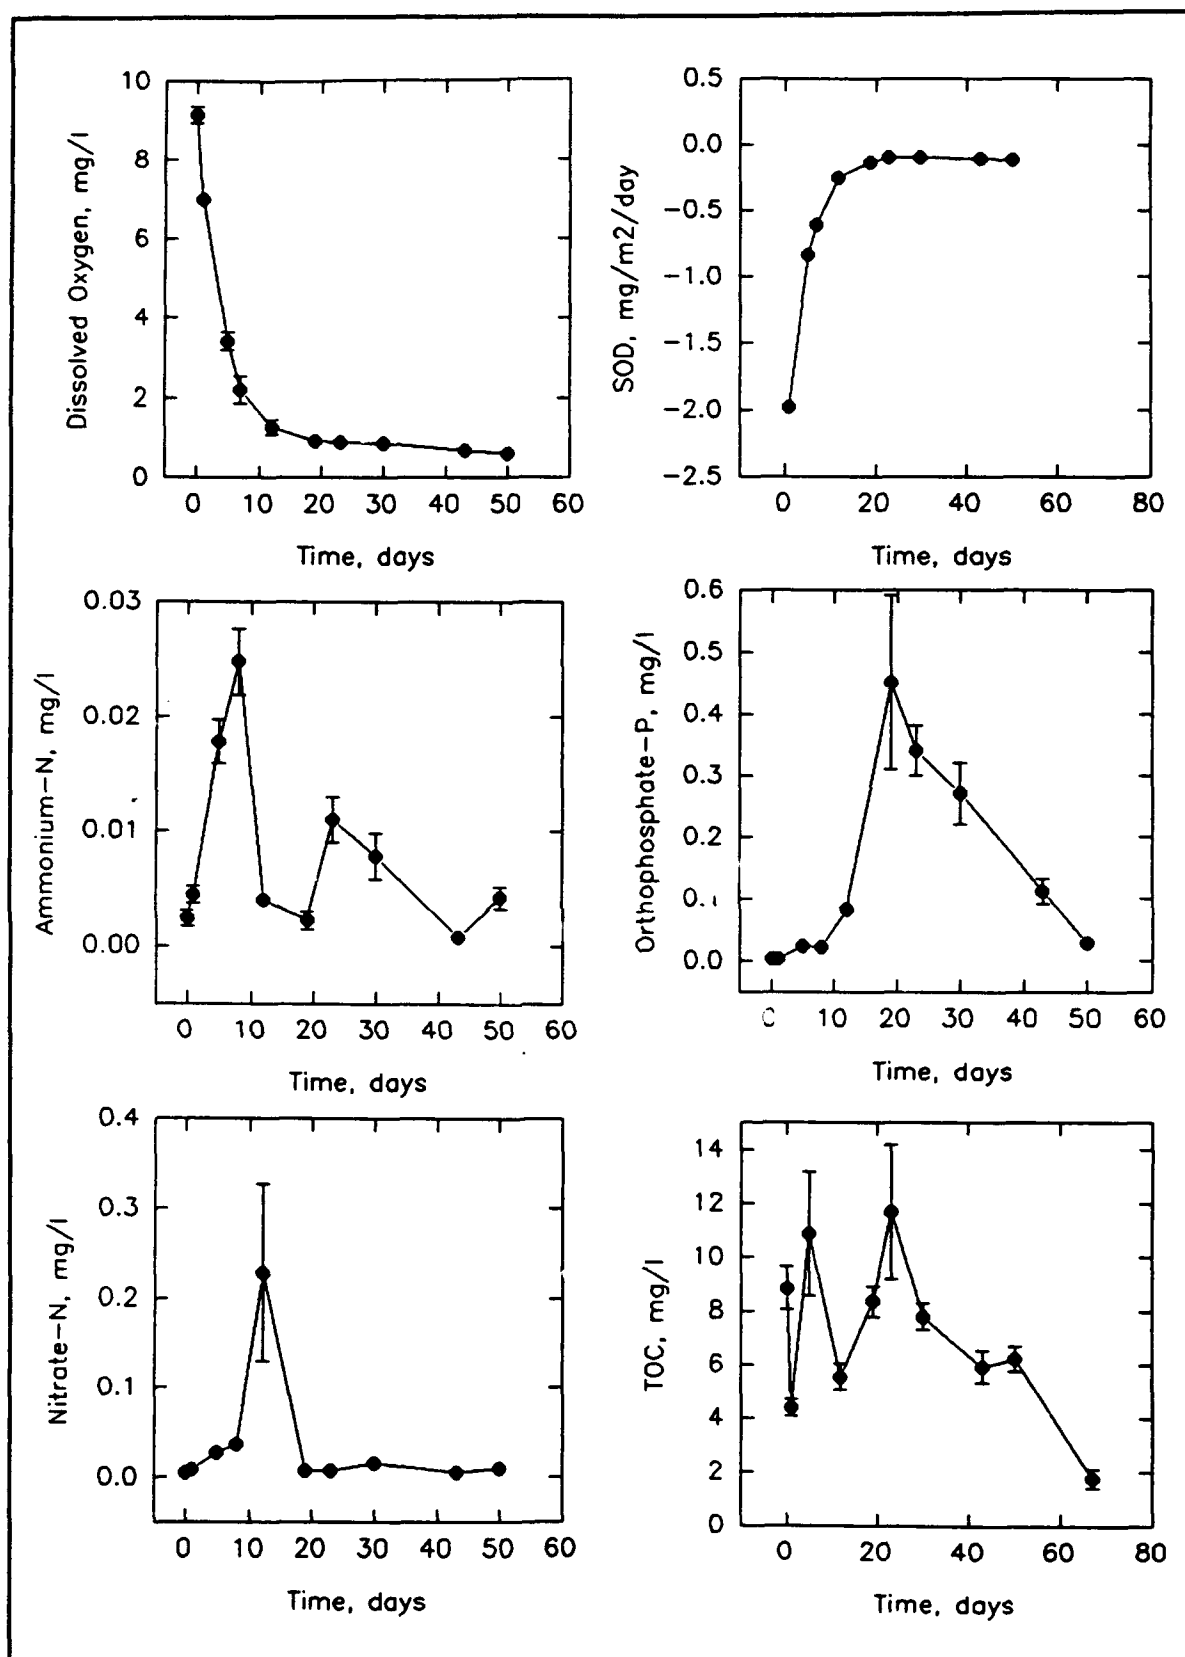 Dissolved Oxygen, mg/l
10
8
6
4
2
0
0 10 20 30 40 50 60
Time, days
SOD, mg/m2/day
0.5
0.0
−0.5
−1.0
−1.5
−2.0
−2.5
0 20 40 60 80
Time, days
Ammonium−N, mg/l
0.03
0.02
0.01
0.00
0 10 20 30 40 50 60
Time, days
Orthophosphate−P, mg/l
0.6
0.5
0.4
0.3
0.2
0.1
0.0
0 10 20 30 40 50 60
Time, days
Nitrate−N, mg/l
0.4
0.3
0.2
0.1
0.0
0 10 20 30 40 50 60
Time, days
TOC, mg/l
14
12
10
8
6
4
2
0
0 20 40 60 80
Time, days